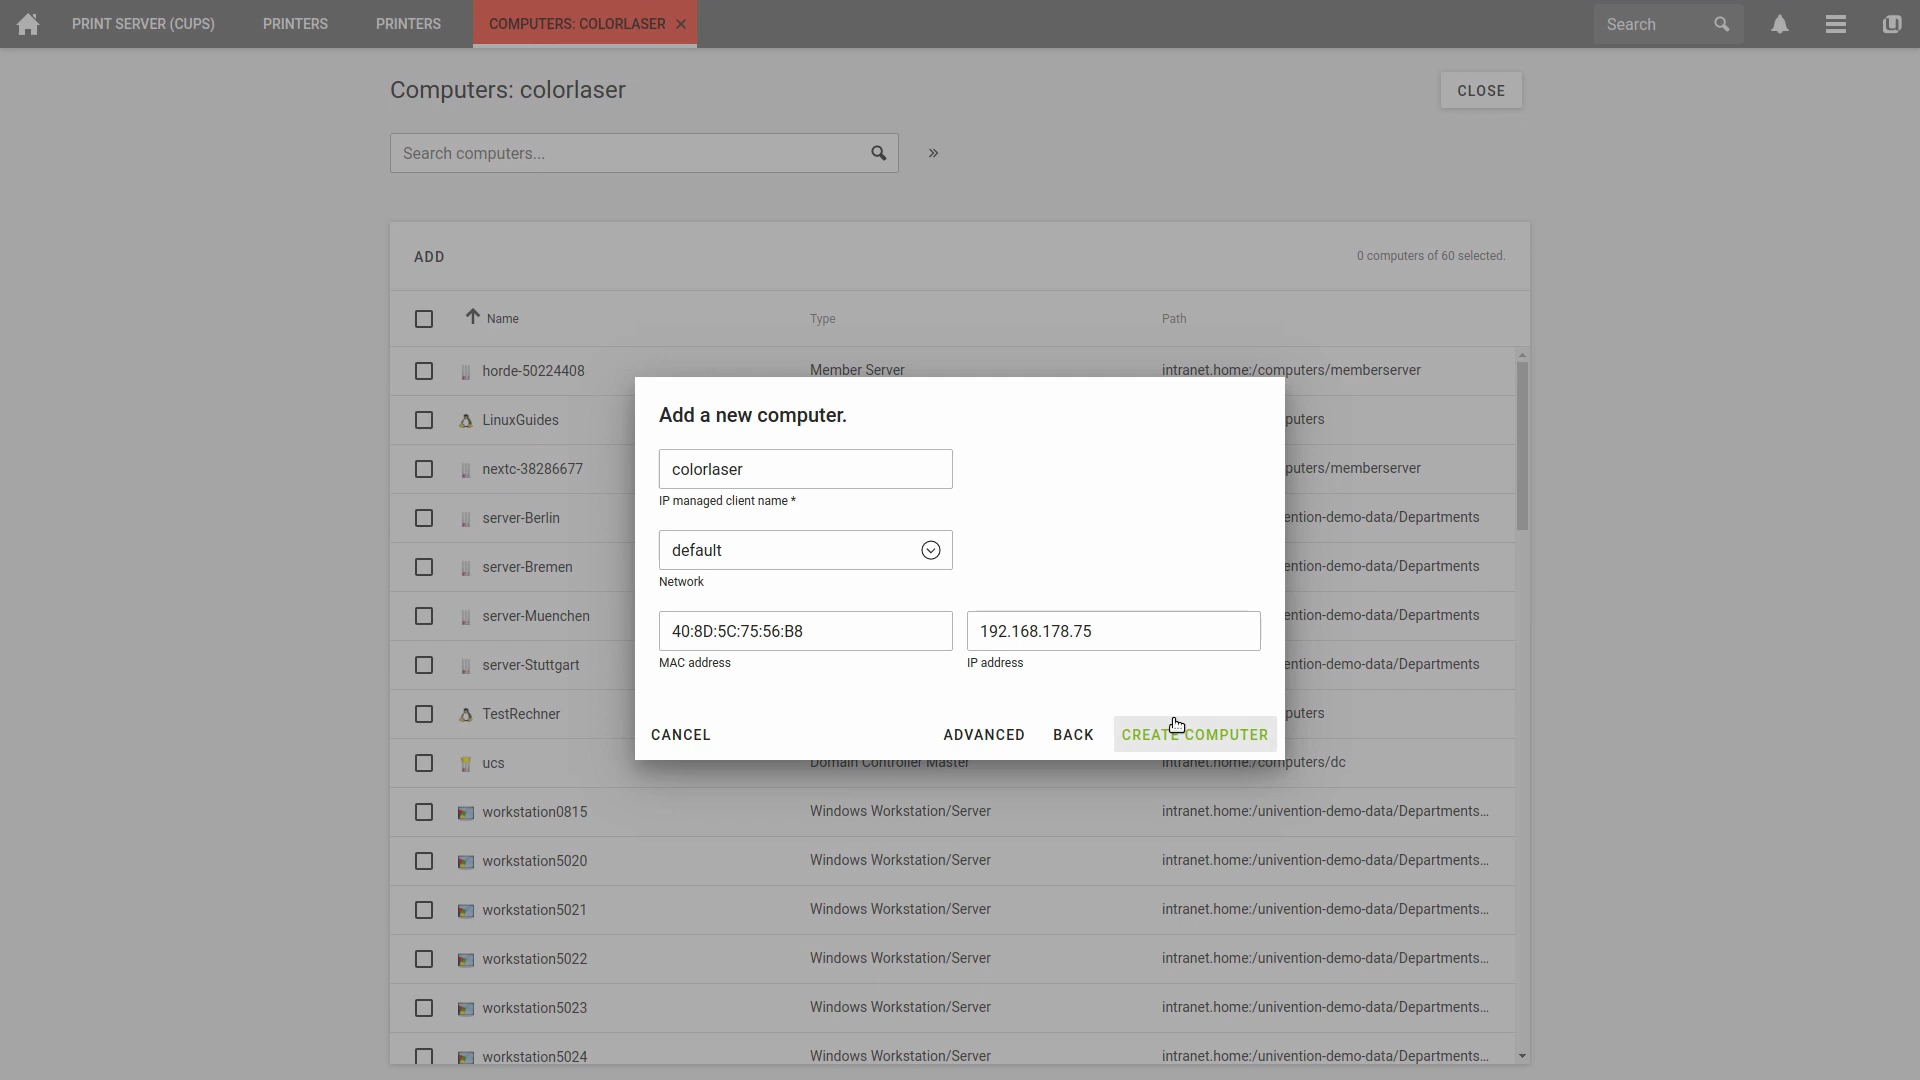 PRINT SERVER (CUPS) PRINTERS PRINTERS COMPUTERS: COLORLASER Search
Computers: colorlaser
CLOSE
Search computers...
ADD
0 computers of 60 selected.
Name Type Path
horde-50224408 Member Server intranet.home:/computers/memberserver
LinuxGuides puters
nextc-38286677 puters/memberserver
server-Berlin ention-demo-data/Departments
server-Bremen ention-demo-data/Departments
server-Muenchen ention-demo-data/Departments
server-Stuttgart ention-demo-data/Departments
TestRechner puters
ucs Domain Controller Master intranet.home:/computers/dc
workstation0815 Windows Workstation/Server intranet.home:/univention-demo-data/Departments...
workstation5020 Windows Workstation/Server intranet.home:/univention-demo-data/Departments...
workstation5021 Windows Workstation/Server intranet.home:/univention-demo-data/Departments...
workstation5022 Windows Workstation/Server intranet.home:/univention-demo-data/Departments...
workstation5023 Windows Workstation/Server intranet.home:/univention-demo-data/Departments...
workstation5024 Windows Workstation/Server intranet.home:/univention-demo-data/Departments...
Add a new computer.
colorlaser
IP managed client name *
default
Network
40:8D:5C:75:56:B8 192.168.178.75
MAC address IP address
CANCEL ADVANCED BACK CREATE COMPUTER